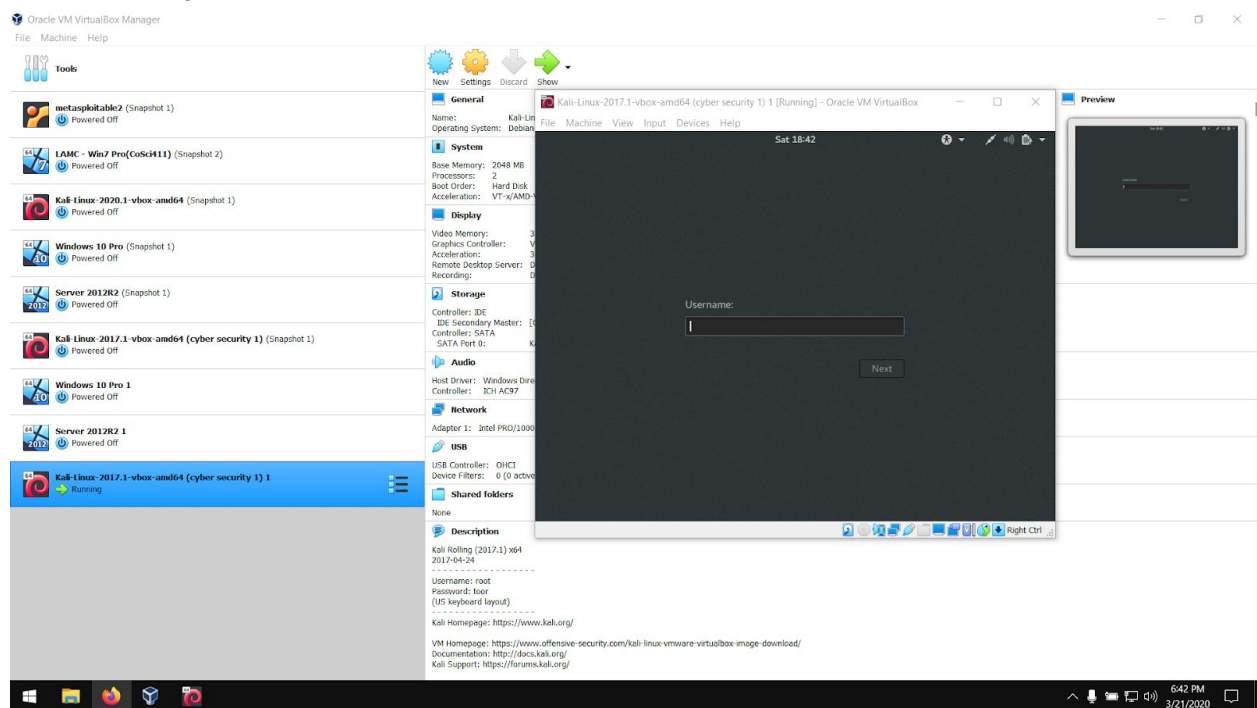 Oracle VM VirtualBox Manager
File Machine Help
Tools
metasploitable2 (Snapshot 1)
Powered Off
LAMC - Win7 Pro(CoSci411) (Snapshot 2)
Powered Off
Kali-Linux-2020.1-vbox-amd64 (Snapshot 1)
Powered Off
Windows 10 Pro (Snapshot 1)
Powered Off
Server 2012R2 (Snapshot 1)
Powered Off
Kali-Linux-2017.1-vbox-amd64 (cyber security 1) (Snapshot 1)
Powered Off
Windows 10 Pro 1
Powered Off
Server 2012R2 1
Powered Off
Kali-Linux-2017.1-vbox-amd64 (cyber security 1) 1
Running
New Settings Discard Show
General
Name: Kali-Lin
Operating System: Debian
System
Base Memory: 2048 MB
Processors: 2
Boot Order: Hard Disk
Acceleration: VT-x/AMD-V
Display
Video Memory: 3
Graphics Controller: V
Acceleration: 3
Remote Desktop Server: D
Recording: D
Storage
Controller: IDE
IDE Secondary Master: [
Controller: SATA
SATA Port 0: K
Audio
Host Driver: Windows Dire
Controller: ICH AC97
Network
Adapter 1: Intel PRO/1000
USB
USB Controller: OHCI
Device Filters: 0 (0 active
Shared folders
None
Description
Kali Rolling (2017.1) x64
2017-04-24
- - - - - - - - - - - - - - - - - -
Username: root
Password: toor
(US keyboard layout)
- - - - - - - - - - - - - - - - - -
Kali Homepage: https://www.kali.org/
VM Homepage: https://www.offensive-security.com/kali-linux-vmware-virtualbox-image-download/
Documentation: http://docs.kali.org/
Kali Support: https://forums.kali.org/
Kali-Linux-2017.1-vbox-amd64 (cyber security 1) 1 [Running] - Oracle VM VirtualBox
File Machine View Input Devices Help
Sat 18:42
Username:
Next
Right Ctrl
Preview
6:42 PM
3/21/2020